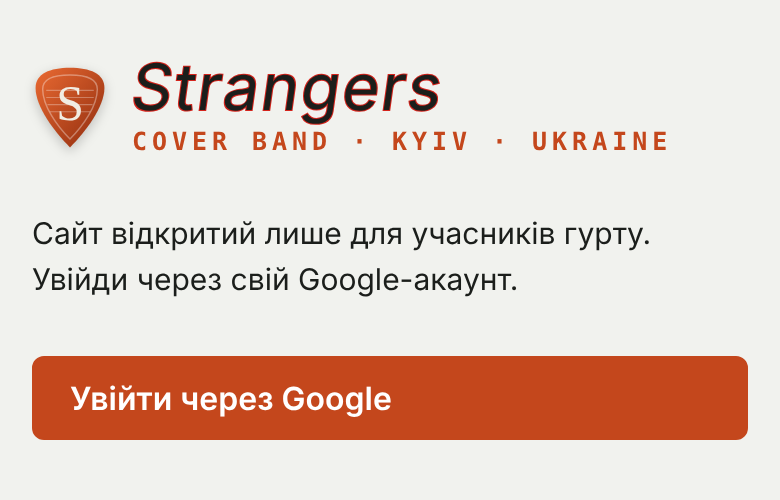 S
Strangers
COVER BAND · KYIV · UKRAINE
Сайт відкритий лише для учасників гурту.
Увійди через свій Google-акаунт.
Увійти через Google